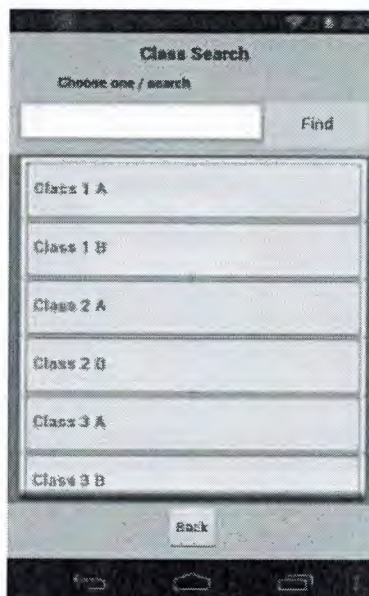 Class Search
Choose one / search
Find
Class 1 A
Class 1 B
Class 2 A
Class 2 B
Class 3 A
Class 3 B
Back